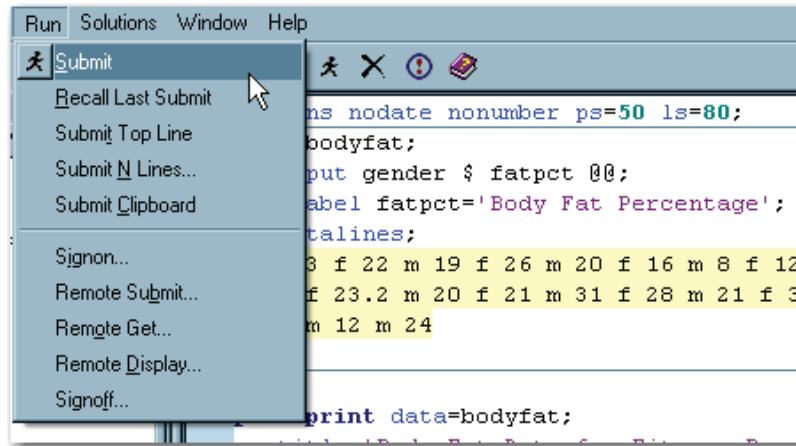 Run Solutions Window Help
Submit
Recall Last Submit
Submit Top Line
Submit N Lines...
Submit Clipboard
Signon...
Remote Submit...
Remote Get...
Remote Display...
Signoff...
ns nodate nonumber ps=50 ls=80;
bodyfat;
put gender $ fatpct @@;
abel fatpct='Body Fat Percentage';
talines;
3 f 22 m 19 f 26 m 20 f 16 m 8 f 12
f 23.2 m 20 f 21 m 31 f 28 m 21 f 3
m 12 m 24
print data=bodyfat;